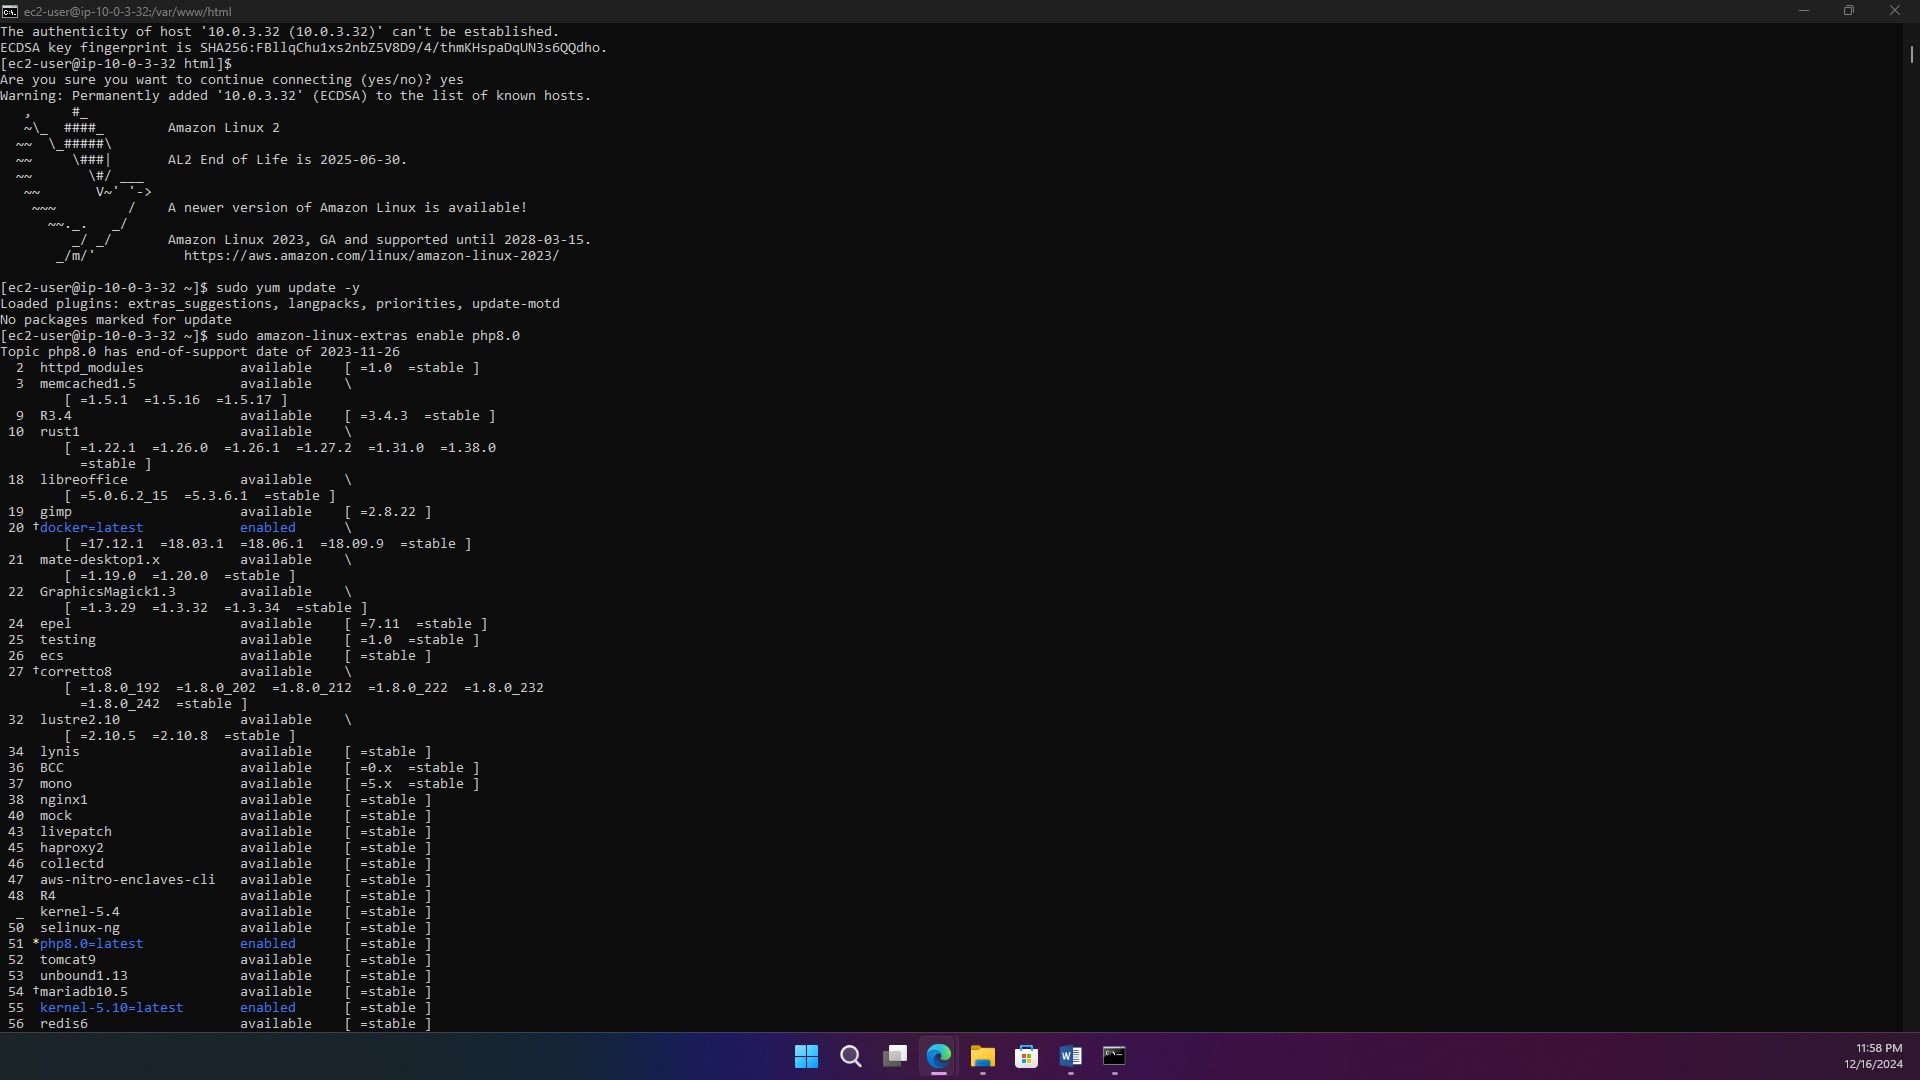 ec2-user@ip-10-0-3-32:/var/www/html
The authenticity of host '10.0.3.32 (10.0.3.32)' can't be established.
ECDSA key fingerprint is SHA256:FBllqChu1xs2nbZ5V8D9/4/thmKHspaDqUN3s6QQdho.
[ec2-user@ip-10-0-3-32 html]$
Are you sure you want to continue connecting (yes/no)? yes
Warning: Permanently added '10.0.3.32' (ECDSA) to the list of known hosts.
   ,     #_
   ~\_  ####_        Amazon Linux 2
  ~~  \_#####\
  ~~     \###|       AL2 End of Life is 2025-06-30.
  ~~       \#/ ___
   ~~       V~' '->
    ~~~         /    A newer version of Amazon Linux is available!
      ~~._.   _/
         _/ _/       Amazon Linux 2023, GA and supported until 2028-03-15.
       _/m/'           https://aws.amazon.com/linux/amazon-linux-2023/
[ec2-user@ip-10-0-3-32 ~]$ sudo yum update -y
Loaded plugins: extras_suggestions, langpacks, priorities, update-motd
No packages marked for update
[ec2-user@ip-10-0-3-32 ~]$ sudo amazon-linux-extras enable php8.0
Topic php8.0 has end-of-support date of 2023-11-26
  2  httpd_modules            available    [ =1.0  =stable ]
  3  memcached1.5             available    \
        [ =1.5.1  =1.5.16  =1.5.17 ]
  9  R3.4                     available    [ =3.4.3  =stable ]
 10  rust1                    available    \
        [ =1.22.1  =1.26.0  =1.26.1  =1.27.2  =1.31.0  =1.38.0
          =stable ]
 18  libreoffice              available    \
        [ =5.0.6.2_15  =5.3.6.1  =stable ]
 19  gimp                     available    [ =2.8.22 ]
 20 †docker=latest            enabled      \
        [ =17.12.1  =18.03.1  =18.06.1  =18.09.9  =stable ]
 21  mate-desktop1.x          available    \
        [ =1.19.0  =1.20.0  =stable ]
 22  GraphicsMagick1.3        available    \
        [ =1.3.29  =1.3.32  =1.3.34  =stable ]
 24  epel                     available    [ =7.11  =stable ]
 25  testing                  available    [ =1.0  =stable ]
 26  ecs                      available    [ =stable ]
 27 †corretto8                available    \
        [ =1.8.0_192  =1.8.0_202  =1.8.0_212  =1.8.0_222  =1.8.0_232
          =1.8.0_242  =stable ]
 32  lustre2.10               available    \
        [ =2.10.5  =2.10.8  =stable ]
 34  lynis                    available    [ =stable ]
 36  BCC                      available    [ =0.x  =stable ]
 37  mono                     available    [ =5.x  =stable ]
 38  nginx1                   available    [ =stable ]
 40  mock                     available    [ =stable ]
 43  livepatch                available    [ =stable ]
 45  haproxy2                 available    [ =stable ]
 46  collectd                 available    [ =stable ]
 47  aws-nitro-enclaves-cli   available    [ =stable ]
 48  R4                       available    [ =stable ]
  _  kernel-5.4               available    [ =stable ]
 50  selinux-ng               available    [ =stable ]
 51 *php8.0=latest            enabled      [ =stable ]
 52  tomcat9                  available    [ =stable ]
 53  unbound1.13              available    [ =stable ]
 54 †mariadb10.5              available    [ =stable ]
 55  kernel-5.10=latest       enabled      [ =stable ]
 56  redis6                   available    [ =stable ]
11:58 PM
12/16/2024